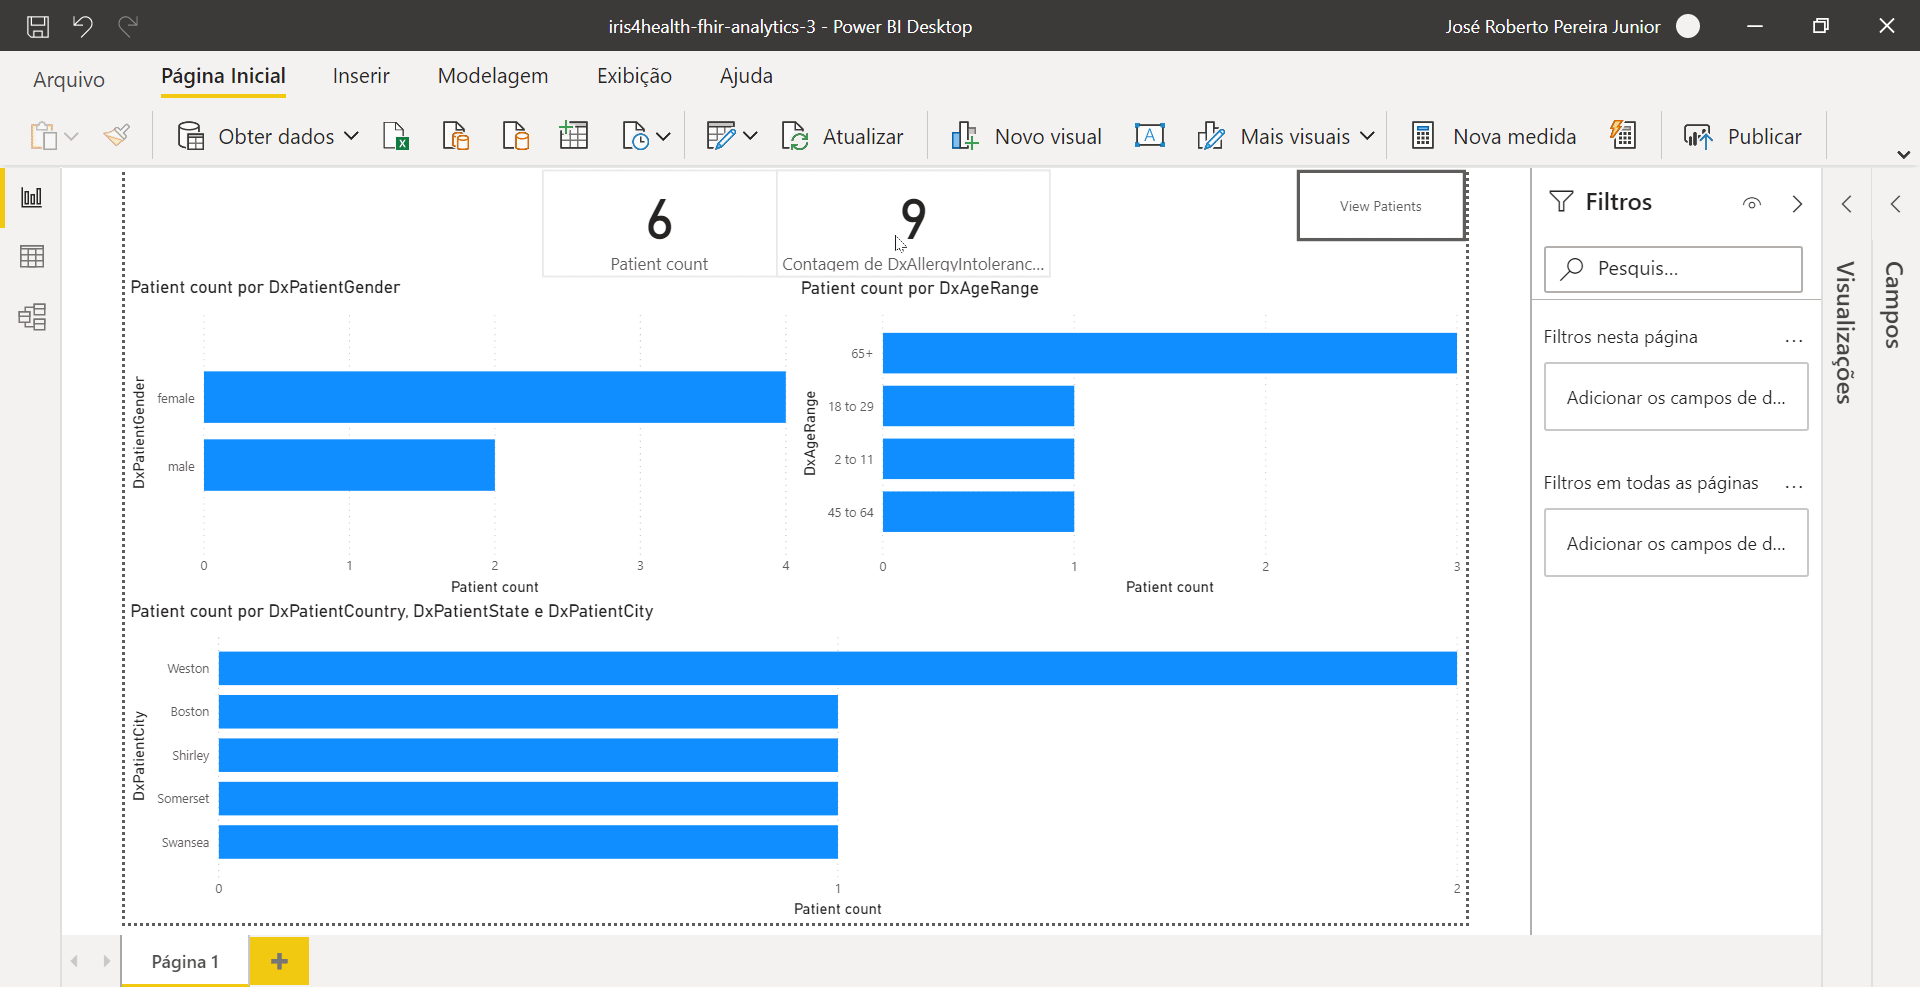 iris4health-fhir-analytics-3 - Power BI Desktop
José Roberto Pereira Junior
Arquivo
Página Inicial
Inserir
Modelagem
Exibição
Ajuda
Obter dados
Atualizar
Novo visual
A
Mais visuais
Nova medida
Publicar
6
Patient count
9
Contagem de DxAllergyIntoleranc...
View Patients
Patient count por DxPatientGender
DxPatientGender
female
male
0 1 2 3 4
Patient count
Patient count por DxAgeRange
DxAgeRange
65+
18 to 29
2 to 11
45 to 64
0 1 2 3
Patient count
Patient count por DxPatientCountry, DxPatientState e DxPatientCity
DxPatientCity
Weston
Boston
Shirley
Somerset
Swansea
0 1 2
Patient count
Filtros
Pesquis...
Filtros nesta página ...
Adicionar os campos de d...
Filtros em todas as páginas ...
Adicionar os campos de d...
Visualizações
Campos
Página 1
+